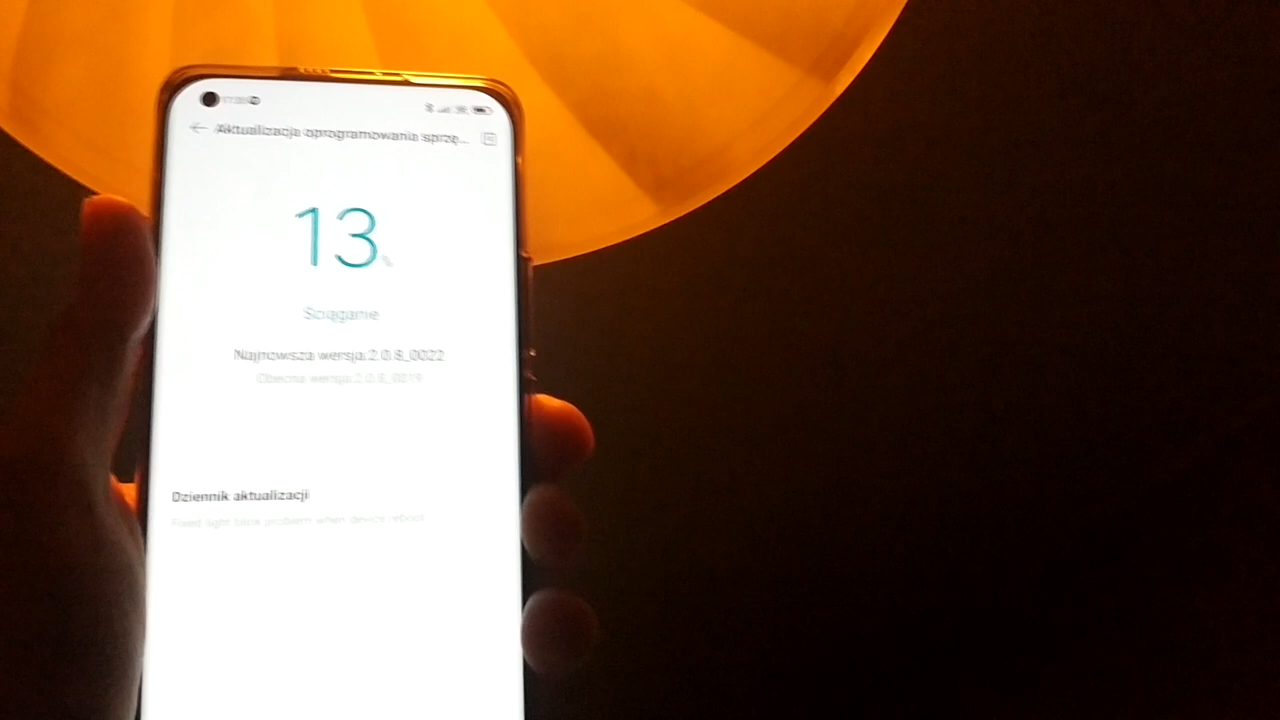 Aktualizacja oprogramowania sprzę...
13%
Ściąganie
Najnowsza wersja:2.0.8_0022
Obecna wersja:2.0.8_0019
Dziennik aktualizacji
Fixed light blink problem when device reboot